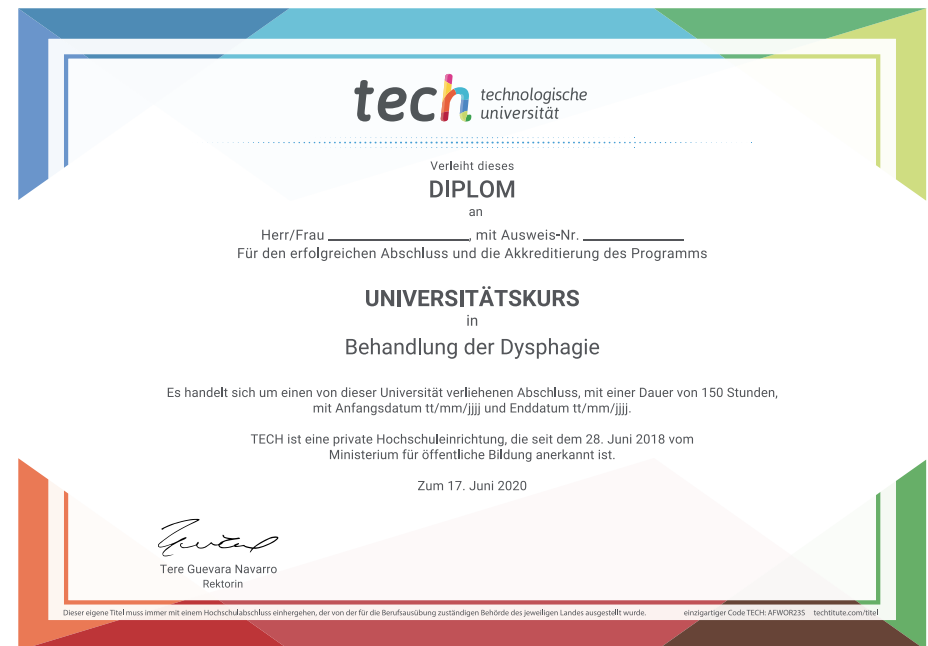 tech technologische
universität
Verleiht dieses
DIPLOM
an
Herr/Frau ________________, mit Ausweis-Nr. ____________
Für den erfolgreichen Abschluss und die Akkreditierung des Programms
UNIVERSITÄTSKURS
in
Behandlung der Dysphagie
Es handelt sich um einen von dieser Universität verliehenen Abschluss, mit einer Dauer von 150 Stunden,
mit Anfangsdatum tt/mm/jjjj und Enddatum tt/mm/jjjj.
TECH ist eine private Hochschuleinrichtung, die seit dem 28. Juni 2018 vom
Ministerium für öffentliche Bildung anerkannt ist.
Zum 17. Juni 2020
Tere Guevara Navarro
Rektorin
Dieser eigene Titel muss immer mit einem Hochschulabschluss einhergehen, der von der für die Berufsausübung zuständigen Behörde des jeweiligen Landes ausgestellt wurde. einzigartiger Code TECH: AFWOR23S techtitute.com/titel